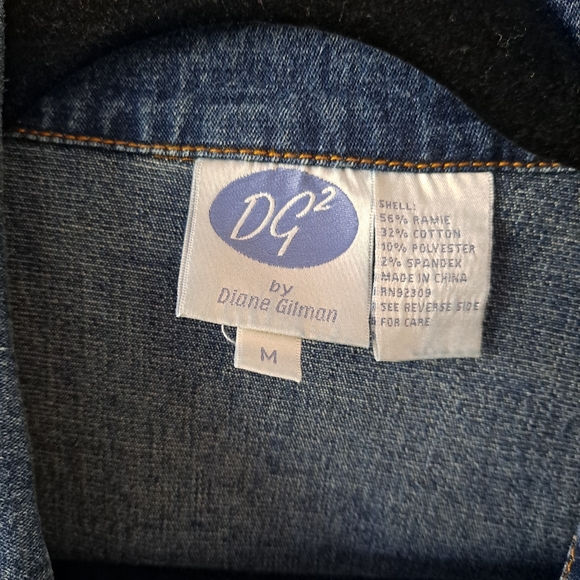 DG²
by
Diane Gilman
M
SHELL:
56% RAMIE
32% COTTON
10% POLYESTER
2% SPANDEX
MADE IN CHINA
RN92309
SEE REVERSE SIDE
FOR CARE